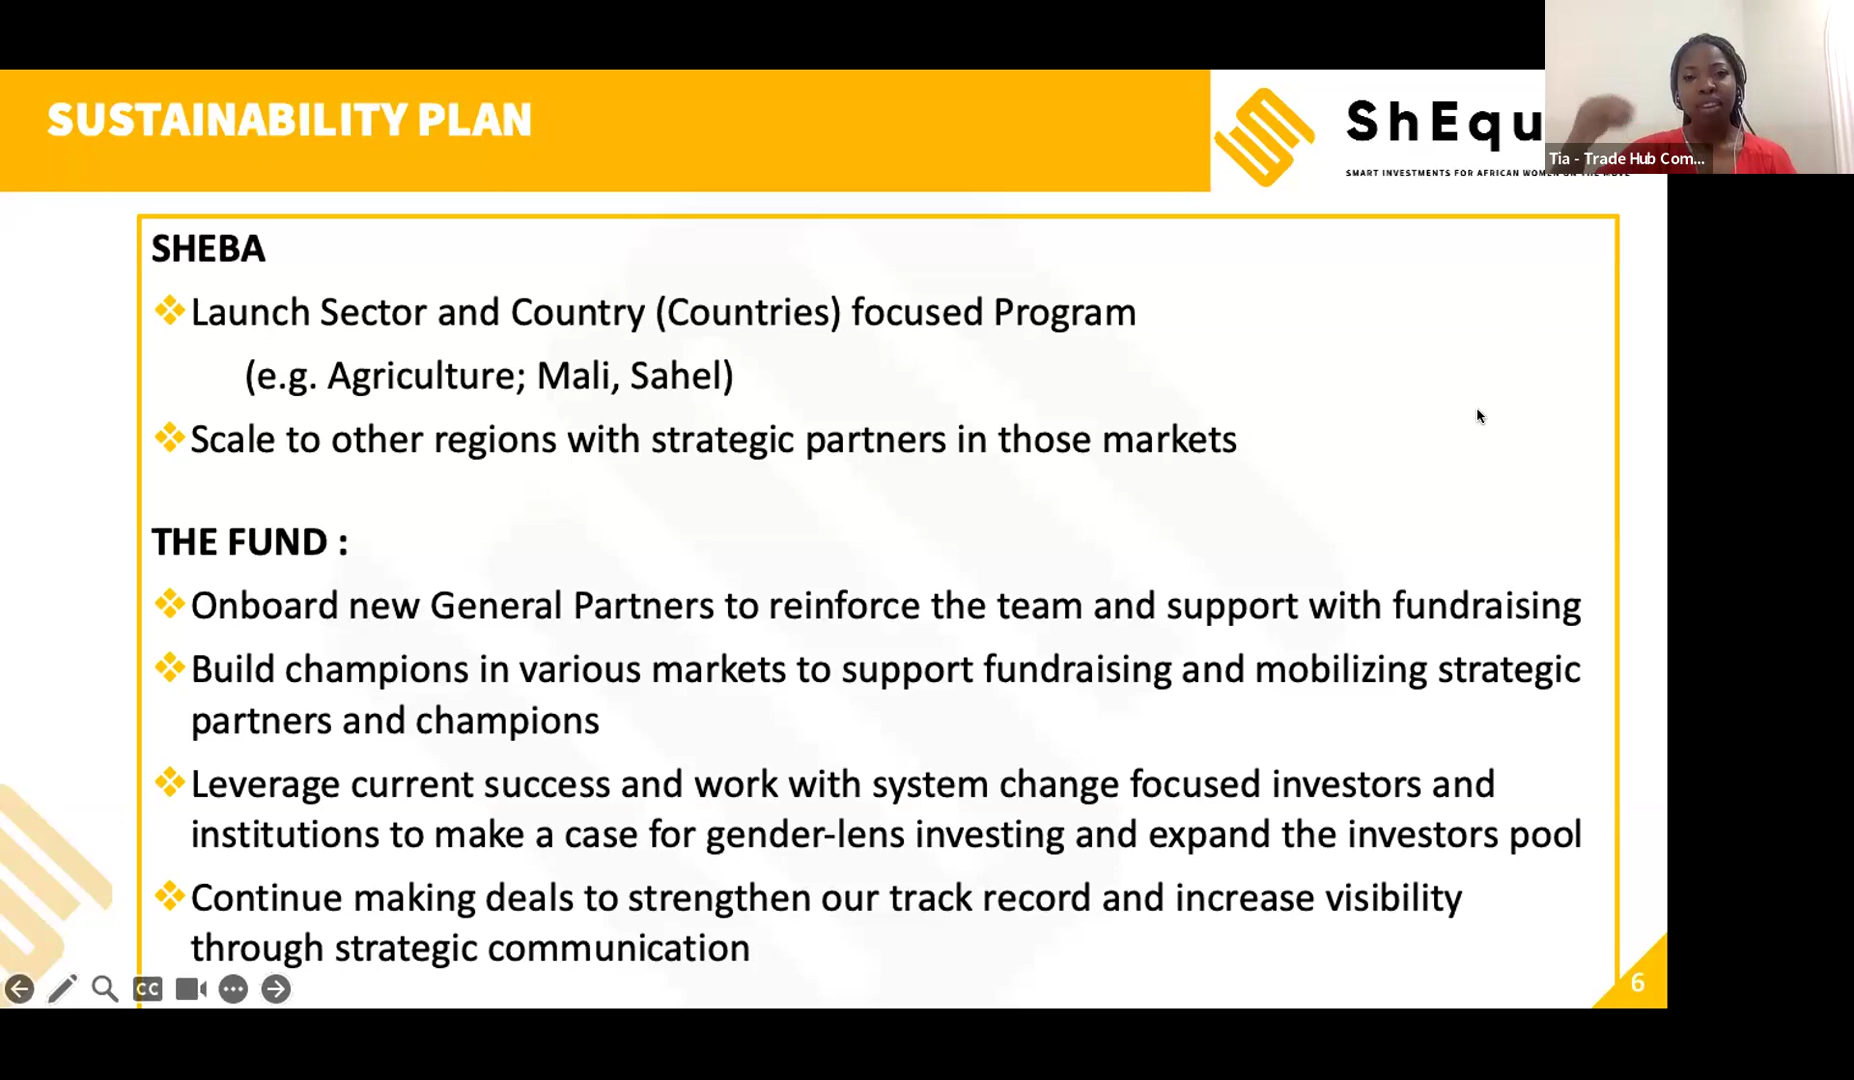 SUSTAINABILITY PLAN
ShEqu
SMART INVESTMENTS FOR AFRICAN WOMEN ON THE MOVE
Tia - Trade Hub Com...
SHEBA
Launch Sector and Country (Countries) focused Program
(e.g. Agriculture; Mali, Sahel)
Scale to other regions with strategic partners in those markets
THE FUND :
Onboard new General Partners to reinforce the team and support with fundraising
Build champions in various markets to support fundraising and mobilizing strategic
partners and champions
Leverage current success and work with system change focused investors and
institutions to make a case for gender-lens investing and expand the investors pool
Continue making deals to strengthen our track record and increase visibility
through strategic communication
CC
6